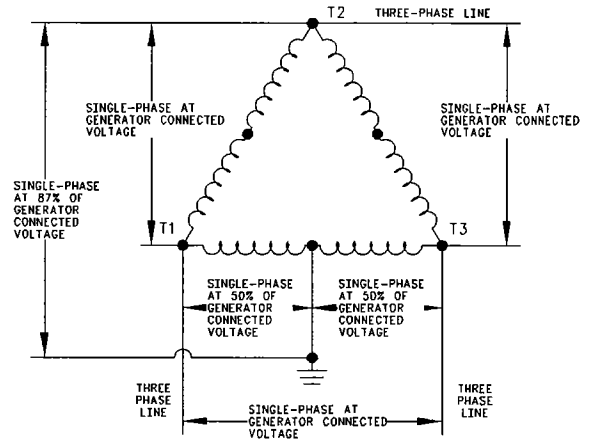 T2
THREE-PHASE LINE
SINGLE-PHASE AT
GENERATOR CONNECTED
VOLTAGE
SINGLE-PHASE AT
GENERATOR CONNECTED
VOLTAGE
SINGLE-PHASE
AT 87% OF
GENERATOR
CONNECTED
VOLTAGE
T1
T3
SINGLE-PHASE
AT 50% OF
GENERATOR
CONNECTED
VOLTAGE
SINGLE-PHASE
AT 50% OF
GENERATOR
CONNECTED
VOLTAGE
THREE
PHASE
LINE
SINGLE-PHASE AT
GENERATOR CONNECTED
VOLTAGE
THREE
PHASE
LINE